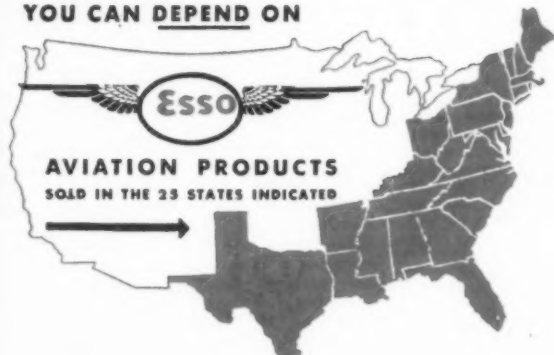 YOU CAN DEPEND ON
Esso
AVIATION PRODUCTS
SOLD IN THE 25 STATES INDICATED